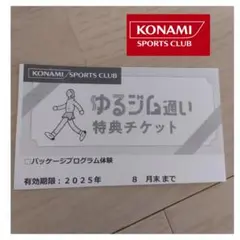 KONAMI
SPORTS CLUB
KONAMI SPORTS CLUB
ゆるジム通い
特典チケット
□パッケージプログラム体験
有効期限：2025年 8 月末まで